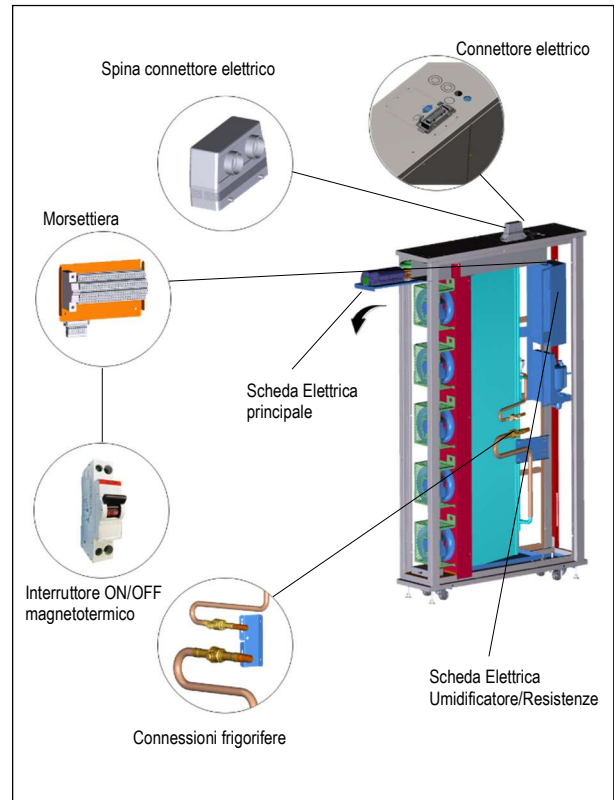 Connettore elettrico
Spina connettore elettrico
Morsettiera
Scheda Elettrica
principale
Interruttore ON/OFF
magnetotermico
Scheda Elettrica
Umidificatore/Resistenze
Connessioni frigorifere